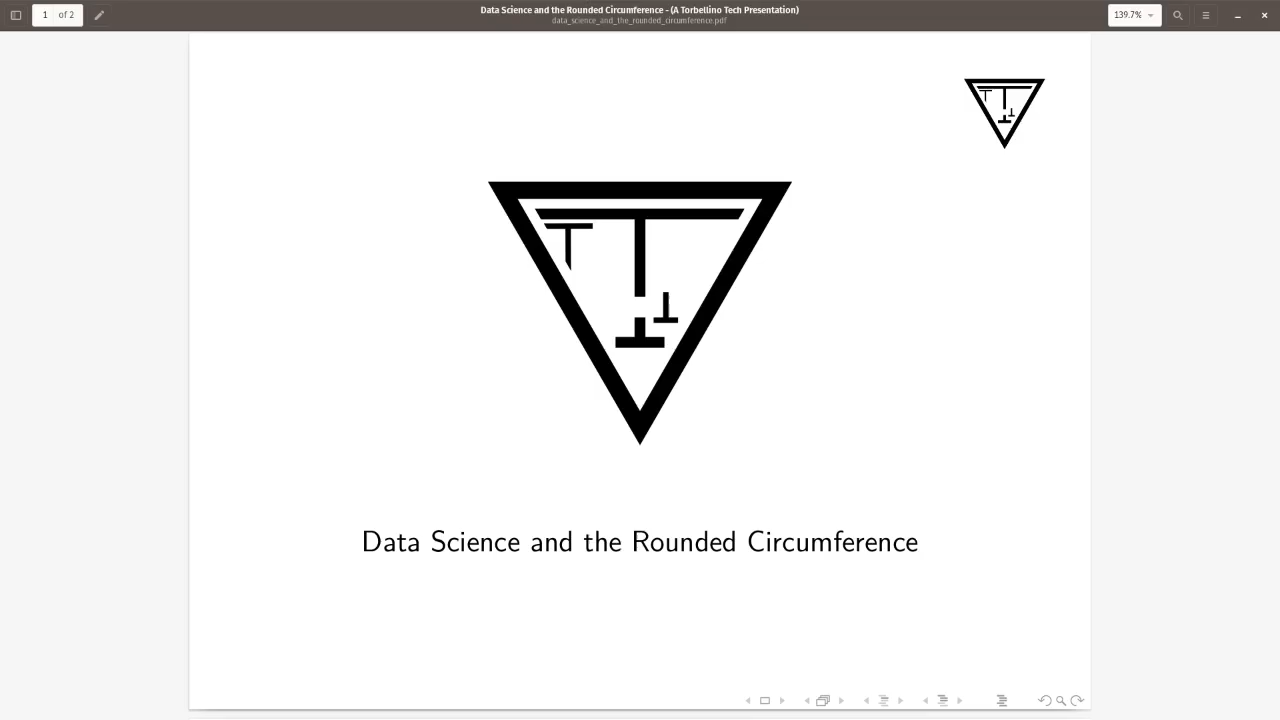 1 of 2
Data Science and the Rounded Circumference - (A Torbellino Tech Presentation)
data_science_and_the_rounded_circumference.pdf
139.7%
Data Science and the Rounded Circumference